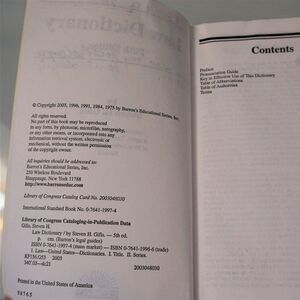 Law Dictionary
© Copyright 2003, 1996, 1991, 1984, 1975 by Barron's Educational Series, Inc.
All rights reserved.
No part of this book may be reproduced
in any form, by photostat, microfilm, xerography,
or any other means, or incorporated into any
information retrieval system, electronic or
mechanical, without the written permission
of the copyright owner.
All inquiries should be addressed to:
Barron's Educational Series, Inc.
250 Wireless Boulevard
Hauppauge, New York 11788
http://www.barronseduc.com
Library of Congress Catalog Card No. 2003048030
International Standard Book No. 0-7641-1997-4
Library of Congress Cataloging-in-Publication Data
Gifis, Steven H.
Law Dictionary / by Steven H. Gifis. — 5th ed.
p. cm. (Barron's legal guides)
ISBN 0-7641-1997-4 (mass market) — ISBN 0-7641-1996-6 (trade)
1. Law—United States—Dictionaries. I. Title. II. Series.
KF156.G53 2003
340'.03—dc21 2003048030
Printed in the United States of America
98765
Contents
Preface
Pronunciation Guide
Key to Effective Use of This Dictionary
Table of Abbreviations
Table of Authorities
Terms